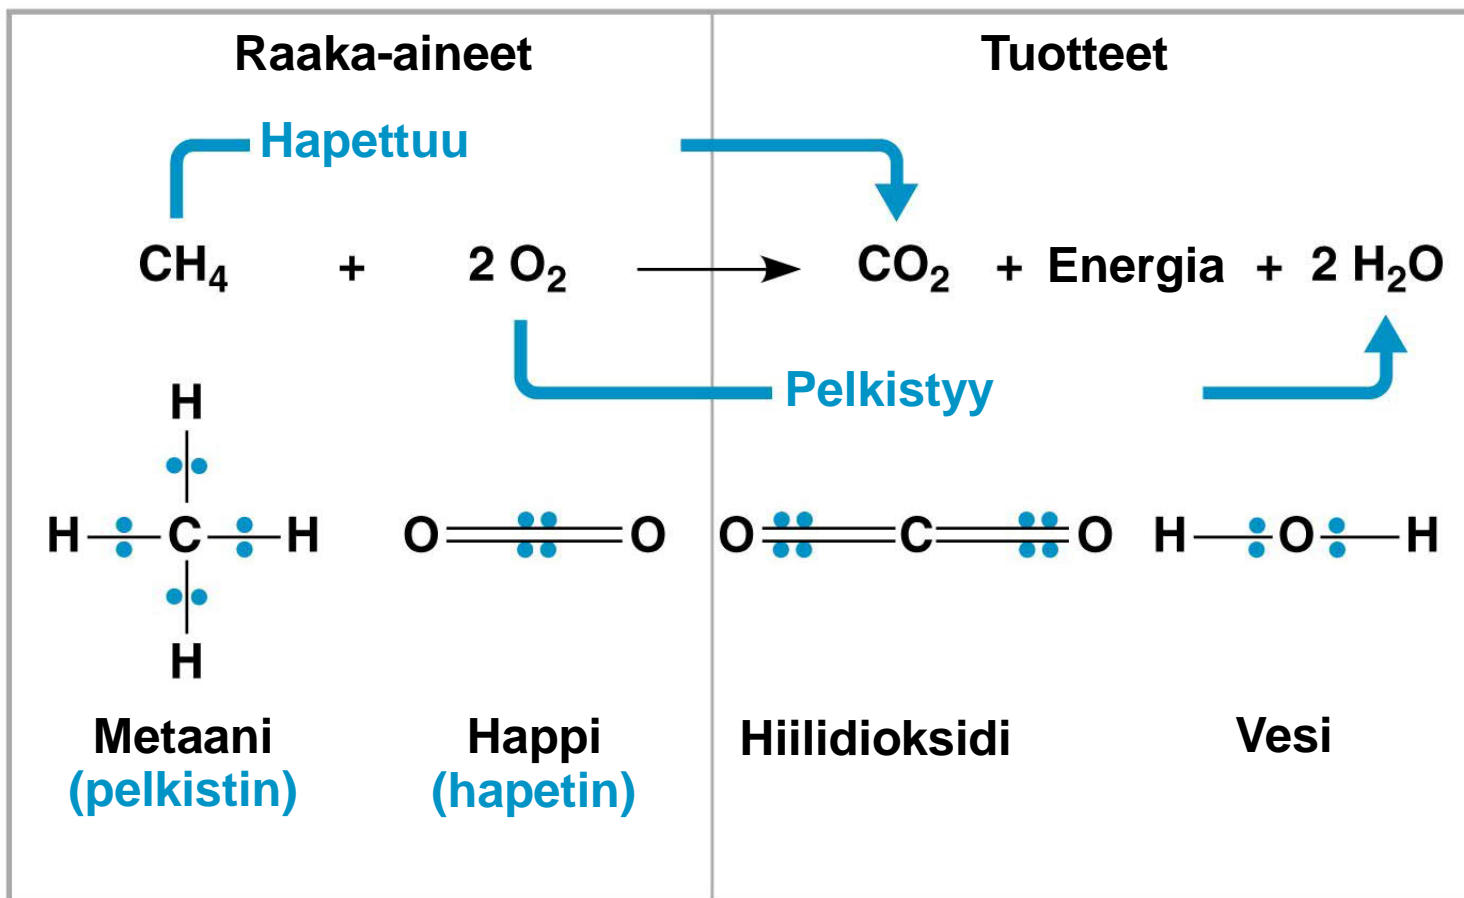 Raaka-aineet Tuotteet
Hapettuu
CH₄ + 2 O₂ CO₂ + Energia + 2 H₂O
Pelkistyy
H
H C H O O O C O H O H
H
Metaani Happi Hiilidioksidi Vesi
(pelkistin) (hapetin)